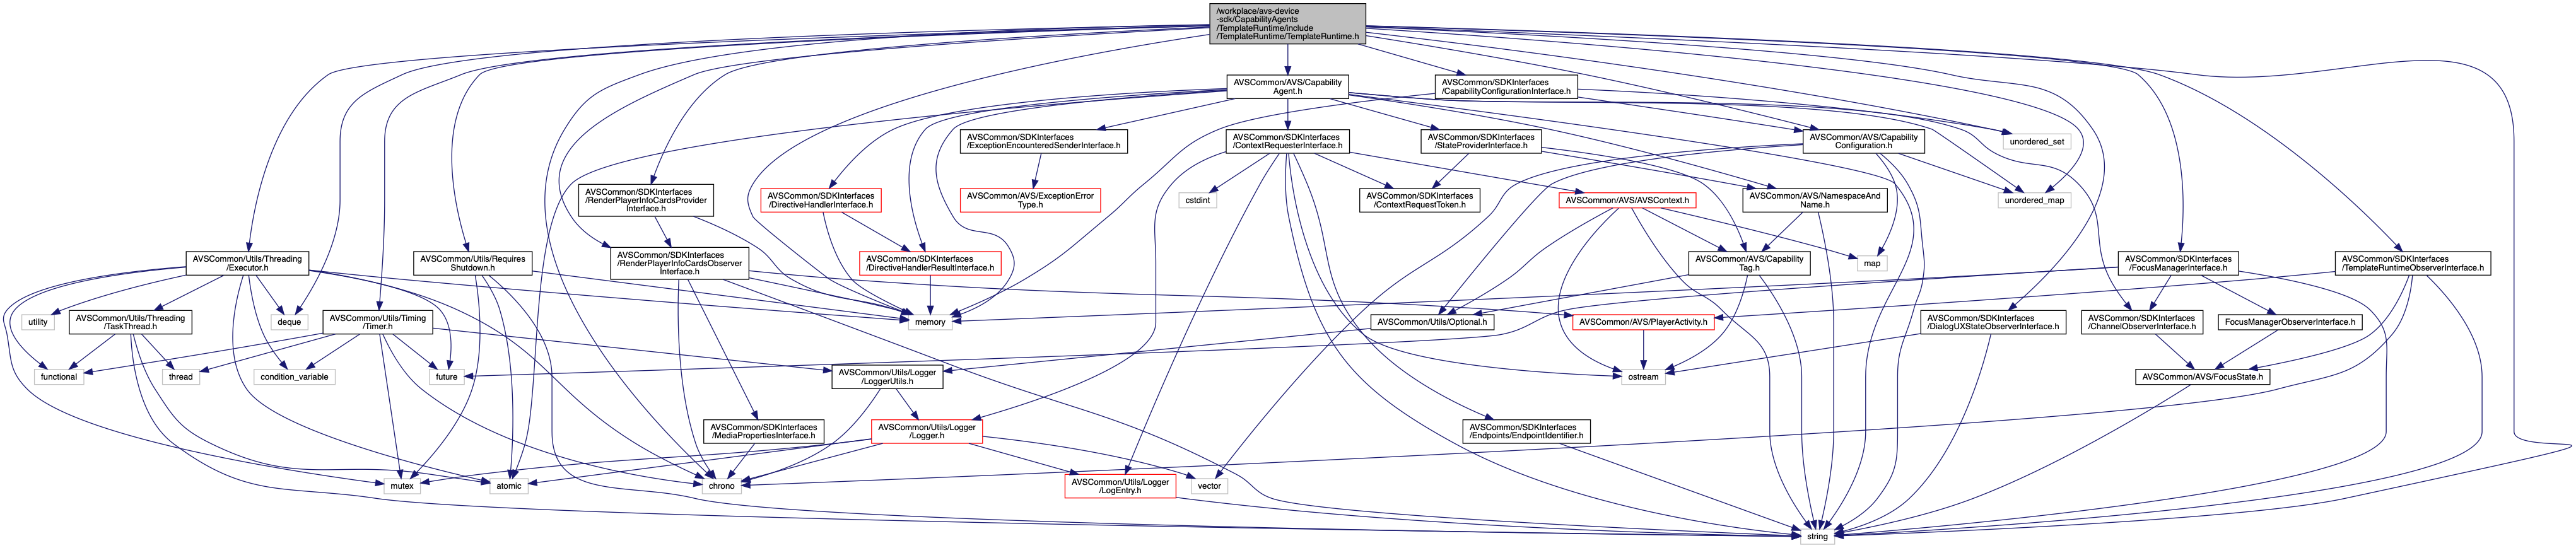 /workplace/avs-device
-sdk/CapabilityAgents
/TemplateRuntime/include
/TemplateRuntime/TemplateRuntime.h
AVSCommon/AVS/Capability
Agent.h
AVSCommon/SDKInterfaces
/CapabilityConfigurationInterface.h
AVSCommon/SDKInterfaces
/ExceptionEncounteredSenderInterface.h
AVSCommon/SDKInterfaces
/ContextRequesterInterface.h
AVSCommon/SDKInterfaces
/StateProviderInterface.h
AVSCommon/AVS/Capability
Configuration.h
unordered_set
AVSCommon/SDKInterfaces
/RenderPlayerInfoCardsProvider
Interface.h
AVSCommon/SDKInterfaces
/DirectiveHandlerInterface.h
AVSCommon/AVS/ExceptionError
Type.h
cstdint
AVSCommon/SDKInterfaces
/ContextRequestToken.h
AVSCommon/AVS/AVSContext.h
AVSCommon/AVS/NamespaceAnd
Name.h
unordered_map
AVSCommon/Utils/Threading
/Executor.h
AVSCommon/Utils/Requires
Shutdown.h
AVSCommon/SDKInterfaces
/RenderPlayerInfoCardsObserver
Interface.h
AVSCommon/SDKInterfaces
/DirectiveHandlerResultInterface.h
AVSCommon/AVS/Capability
Tag.h
map
AVSCommon/SDKInterfaces
/FocusManagerInterface.h
AVSCommon/SDKInterfaces
/TemplateRuntimeObserverInterface.h
utility
AVSCommon/Utils/Threading
/TaskThread.h
deque
AVSCommon/Utils/Timing
/Timer.h
memory
AVSCommon/Utils/Optional.h
AVSCommon/AVS/PlayerActivity.h
AVSCommon/SDKInterfaces
/DialogUXStateObserverInterface.h
AVSCommon/SDKInterfaces
/ChannelObserverInterface.h
FocusManagerObserverInterface.h
functional
thread
condition_variable
future
AVSCommon/Utils/Logger
/LoggerUtils.h
ostream
AVSCommon/AVS/FocusState.h
AVSCommon/SDKInterfaces
/MediaPropertiesInterface.h
AVSCommon/Utils/Logger
/Logger.h
AVSCommon/SDKInterfaces
/Endpoints/EndpointIdentifier.h
mutex
atomic
chrono
AVSCommon/Utils/Logger
/LogEntry.h
vector
string